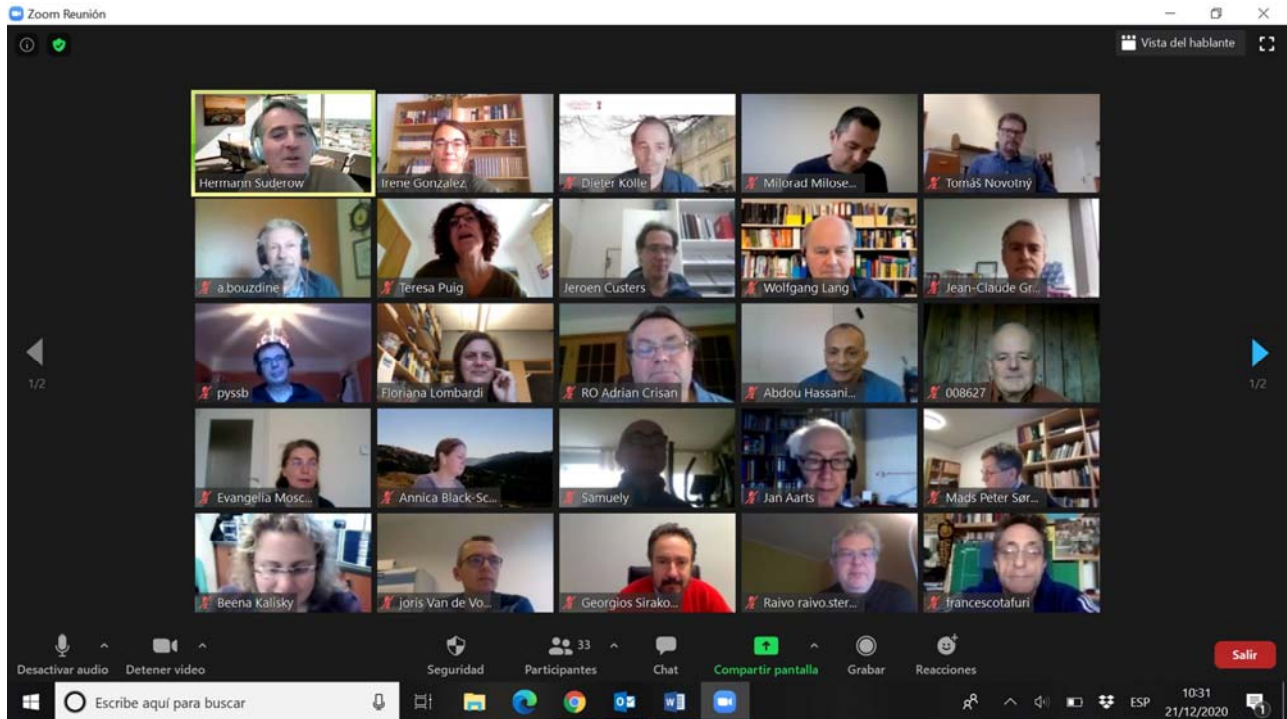 Zoom Reunión
Vista del hablante
Hermann Suderow
Irene Gonzalez
Dieter Kölle
Milorad Milose...
Tomáš Novotný
a.bouzdine
Teresa Puig
Jeroen Custers
Wolfgang Lang
Jean-Claude Gr...
pyssb
Floriana Lombardi
RO Adrian Crisan
Abdou Hassani...
008627
1/2
1/2
Evangelia Mosc...
Annica Black-Sc...
Samuely
Jan Aarts
Mads Peter Sør...
Beena Kalisky
joris Van de Vo...
Georgios Sirako...
Raivo raivo.ster...
francescotafuri
33
Desactivar audio
Detener video
Seguridad
Participantes
Chat
Compartir pantalla
Grabar
Reacciones
Salir
Escribe aquí para buscar
ESP
10:31
21/12/2020
1